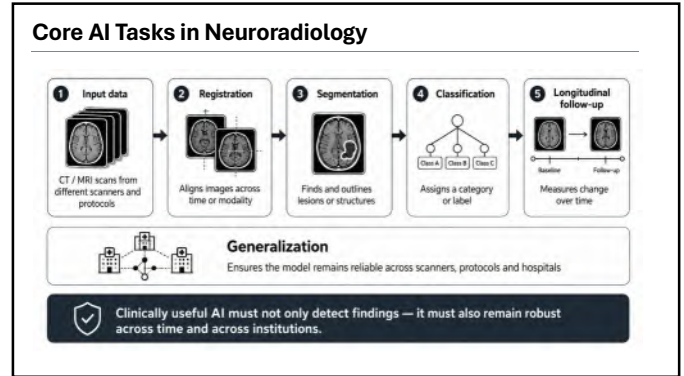 Core AI Tasks in Neuroradiology
1 Input data
CT / MRI scans from
different scanners and
protocols
2 Registration
Aligns images across
time or modality
3 Segmentation
Finds and outlines
lesions or structures
4 Classification
Class A Class B Class C
Assigns a category
or label
5 Longitudinal
follow-up
Baseline Follow-up
Measures change
over time
Generalization
Ensures the model remains reliable across scanners, protocols and hospitals
Clinically useful AI must not only detect findings — it must also remain robust
across time and across institutions.